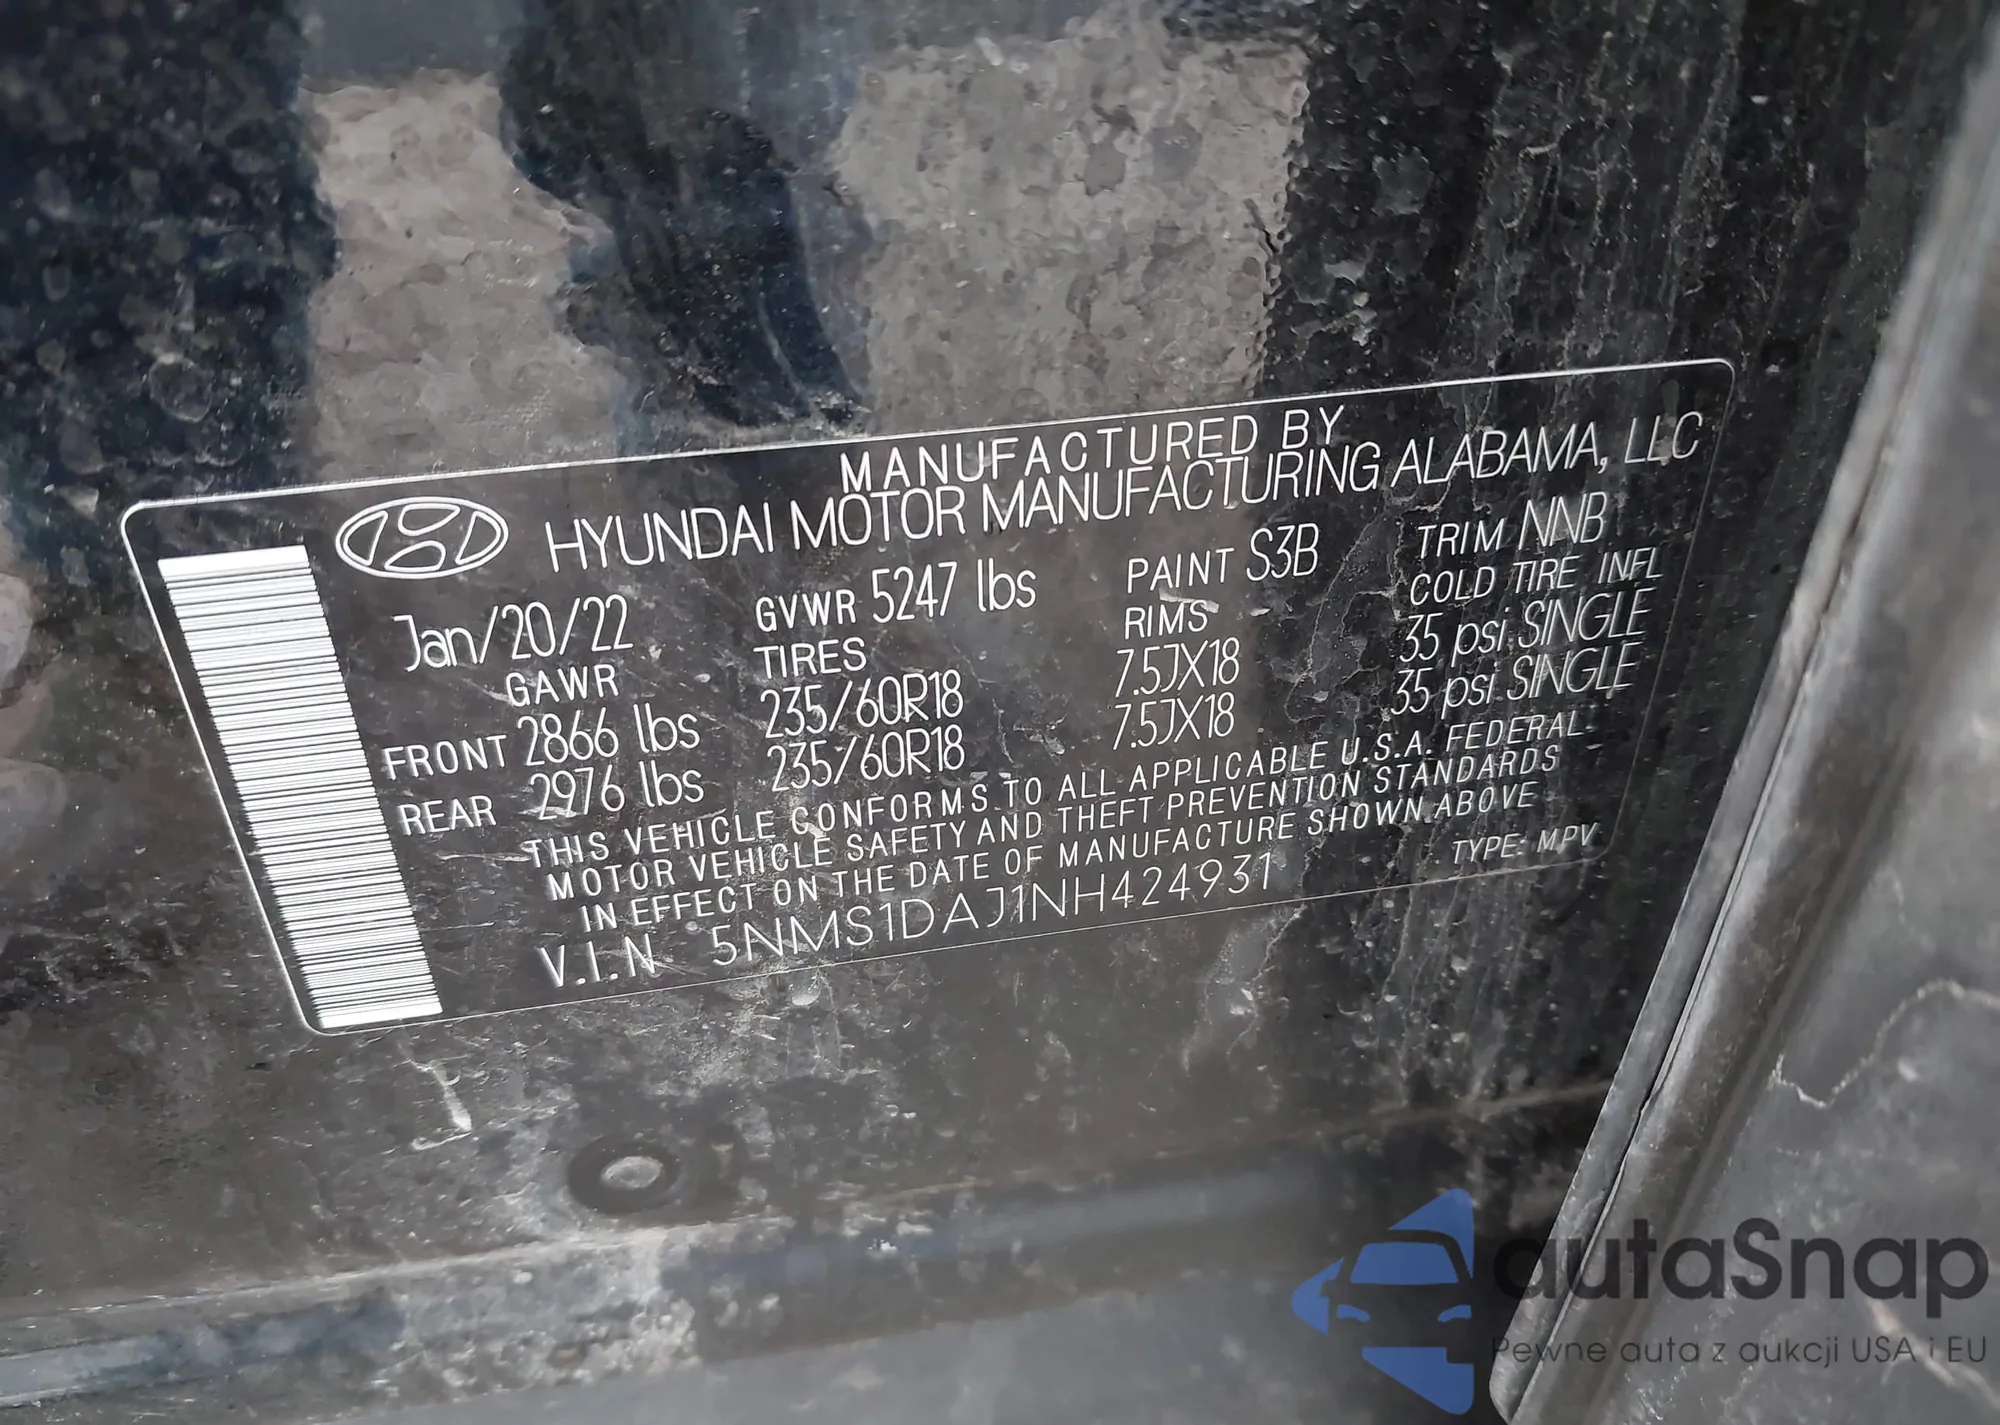 MANUFACTURED BY
HYUNDAI MOTOR MANUFACTURING ALABAMA, LLC
Jan/20/22 GVWR 5247 lbs PAINT S3B TRIM NNB
GAWR TIRES RIMS COLD TIRE INFL
FRONT 2866 lbs 235/60R18 7.5JX18 35 psi SINGLE
REAR 2976 lbs 235/60R18 7.5JX18 35 psi SINGLE
THIS VEHICLE CONFORMS TO ALL APPLICABLE U.S.A. FEDERAL
MOTOR VEHICLE SAFETY AND THEFT PREVENTION STANDARDS
IN EFFECT ON THE DATE OF MANUFACTURE SHOWN ABOVE
V.I.N 5NMS1DAJ1NH424931 TYPE: MPV
autaSnap
Pewne auta z aukcji USA i EU